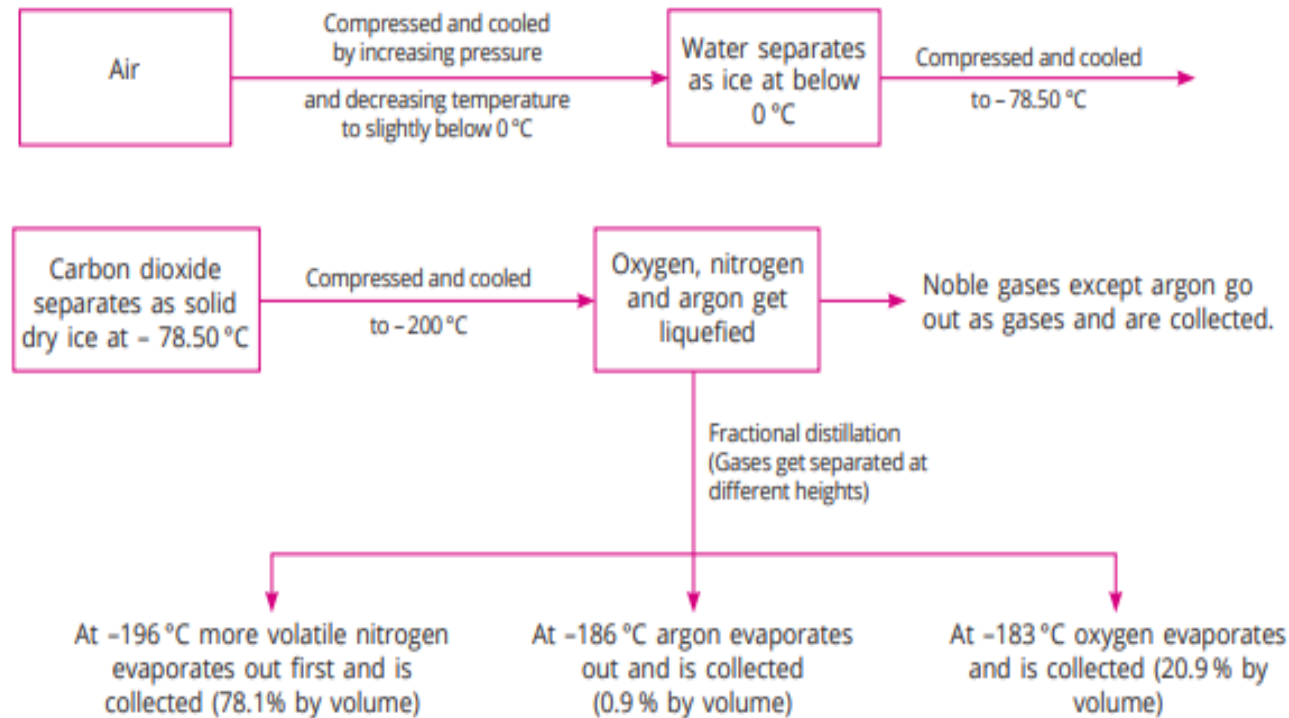 Air
Compressed and cooled
by increasing pressure
and decreasing temperature
to slightly below 0 °C
Water separates
as ice at below
0 °C
Compressed and cooled
to – 78.50 °C
Carbon dioxide
separates as solid
dry ice at – 78.50 °C
Compressed and cooled
to –200 °C
Oxygen, nitrogen
and argon get
liquefied
Noble gases except argon go
out as gases and are collected.
Fractional distillation
(Gases get separated at
different heights)
At –196 °C more volatile nitrogen
evaporates out first and is
collected (78.1% by volume)
At –186 °C argon evaporates
out and is collected
(0.9 % by volume)
At –183 °C oxygen evaporates
and is collected (20.9 % by
volume)